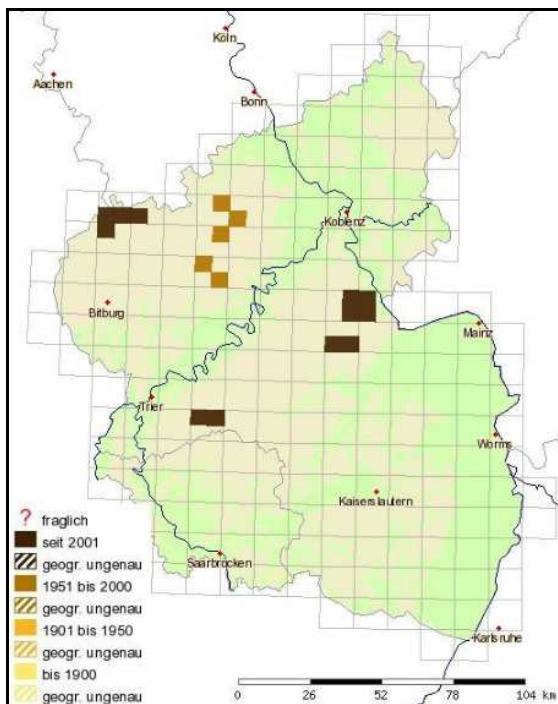 Köln
Aachen
Bonn
Koblenz
Bitburg
Mainz
Trier
Worms
Kaiserslautern
? fraglich
seit 2001
geogr. ungenau
1951 bis 2000
geogr. ungenau
1901 bis 1950
geogr. ungenau
bis 1900
geogr. ungenau
Saarbrücken
Karlsruhe
0 26 52 78 104 km